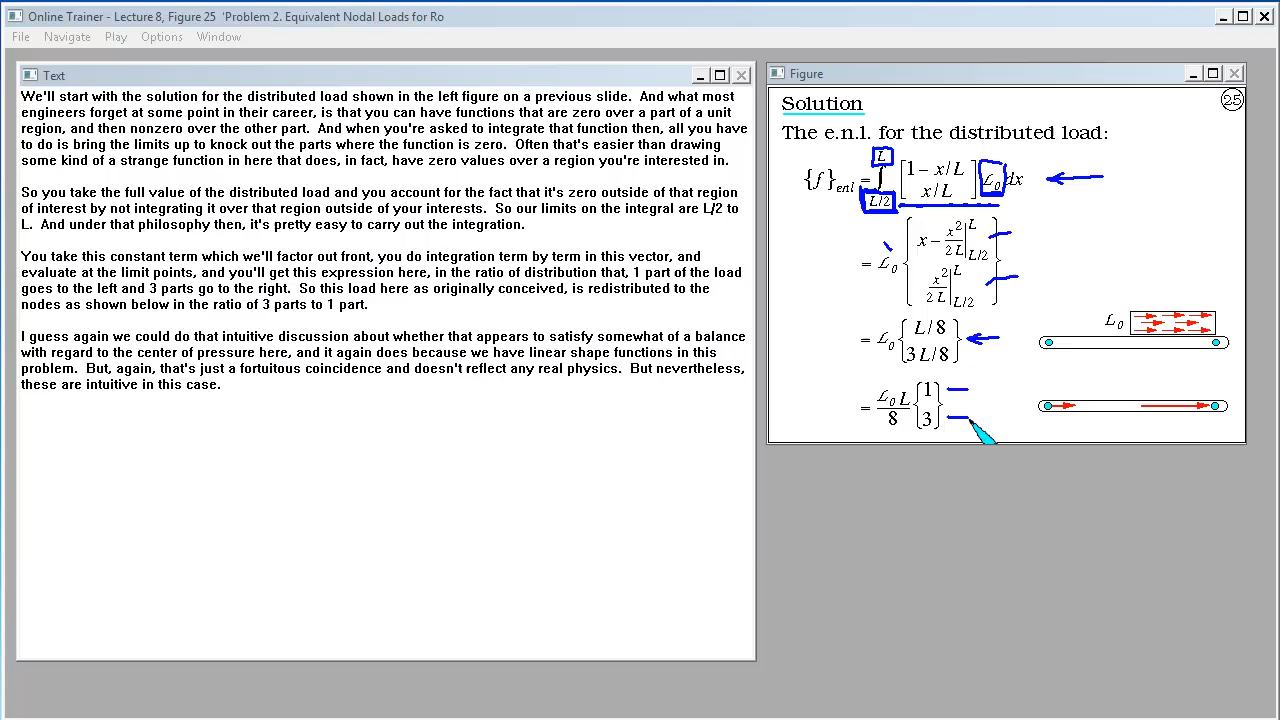 Online Trainer - Lecture 8, Figure 25 'Problem 2. Equivalent Nodal Loads for Ro
File Navigate Play Options Window
Text
We'll start with the solution for the distributed load shown in the left figure on a previous slide. And what most
engineers forget at some point in their career, is that you can have functions that are zero over a part of a unit
region, and then nonzero over the other part. And when you're asked to integrate that function then, all you have
to do is bring the limits up to knock out the parts where the function is zero. Often that's easier than drawing
some kind of a strange function in here that does, in fact, have zero values over a region you're interested in.
So you take the full value of the distributed load and you account for the fact that it's zero outside of that region
of interest by not integrating it over that region outside of your interests. So our limits on the integral are L/2 to
L. And under that philosophy then, it's pretty easy to carry out the integration.
You take this constant term which we'll factor out front, you do integration term by term in this vector, and
evaluate at the limit points, and you'll get this expression here, in the ratio of distribution that, 1 part of the load
goes to the left and 3 parts go to the right. So this load here as originally conceived, is redistributed to the
nodes as shown below in the ratio of 3 parts to 1 part.
I guess again we could do that intuitive discussion about whether that appears to satisfy somewhat of a balance
with regard to the center of pressure here, and it again does because we have linear shape functions in this
problem. But, again, that's just a fortuitous coincidence and doesn't reflect any real physics. But nevertheless,
these are intuitive in this case.
Figure
Solution
25
The e.n.l. for the distributed load:
{f}enl = ∫ L/2 L [1 - x/L x/L] ℒ0 dx
= ℒ0 { x - x²/2L | L L/2
x²/2L | L L/2 }
= ℒ0 { L/8
3L/8 }
ℒ0
= ℒ0 L/8 { 1
3 }